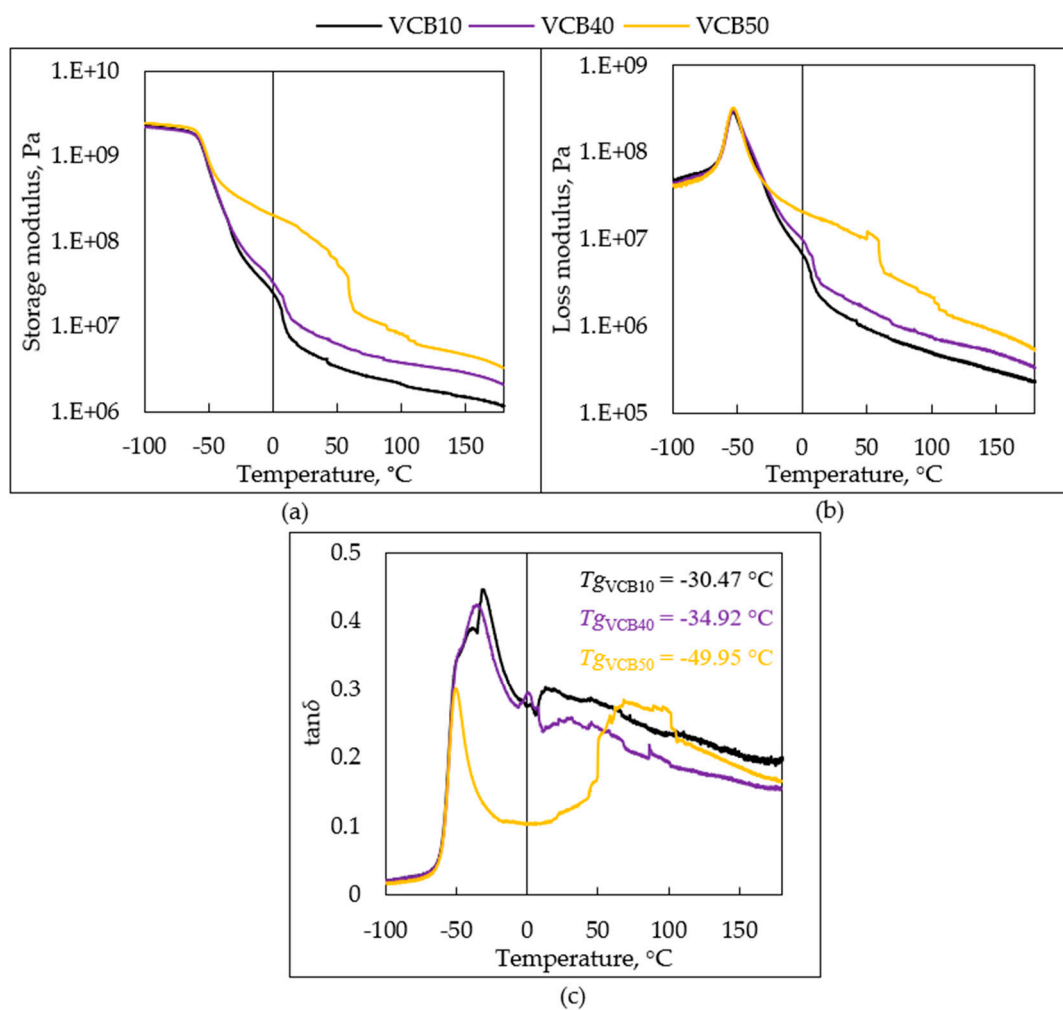 VCB10 VCB40 VCB50
1.E+10
1.E+09
1.E+08
1.E+07
1.E+06
Storage modulus, Pa
-100 -50 0 50 100 150
Temperature, °C
(a)
1.E+09
1.E+08
1.E+07
1.E+06
1.E+05
Loss modulus, Pa
-100 -50 0 50 100 150
Temperature, °C
(b)
0.5
0.4
0.3
0.2
0.1
0
tanδ
TgVCB10 = -30.47 °C
TgVCB40 = -34.92 °C
TgVCB50 = -49.95 °C
-100 -50 0 50 100 150
Temperature, °C
(c)